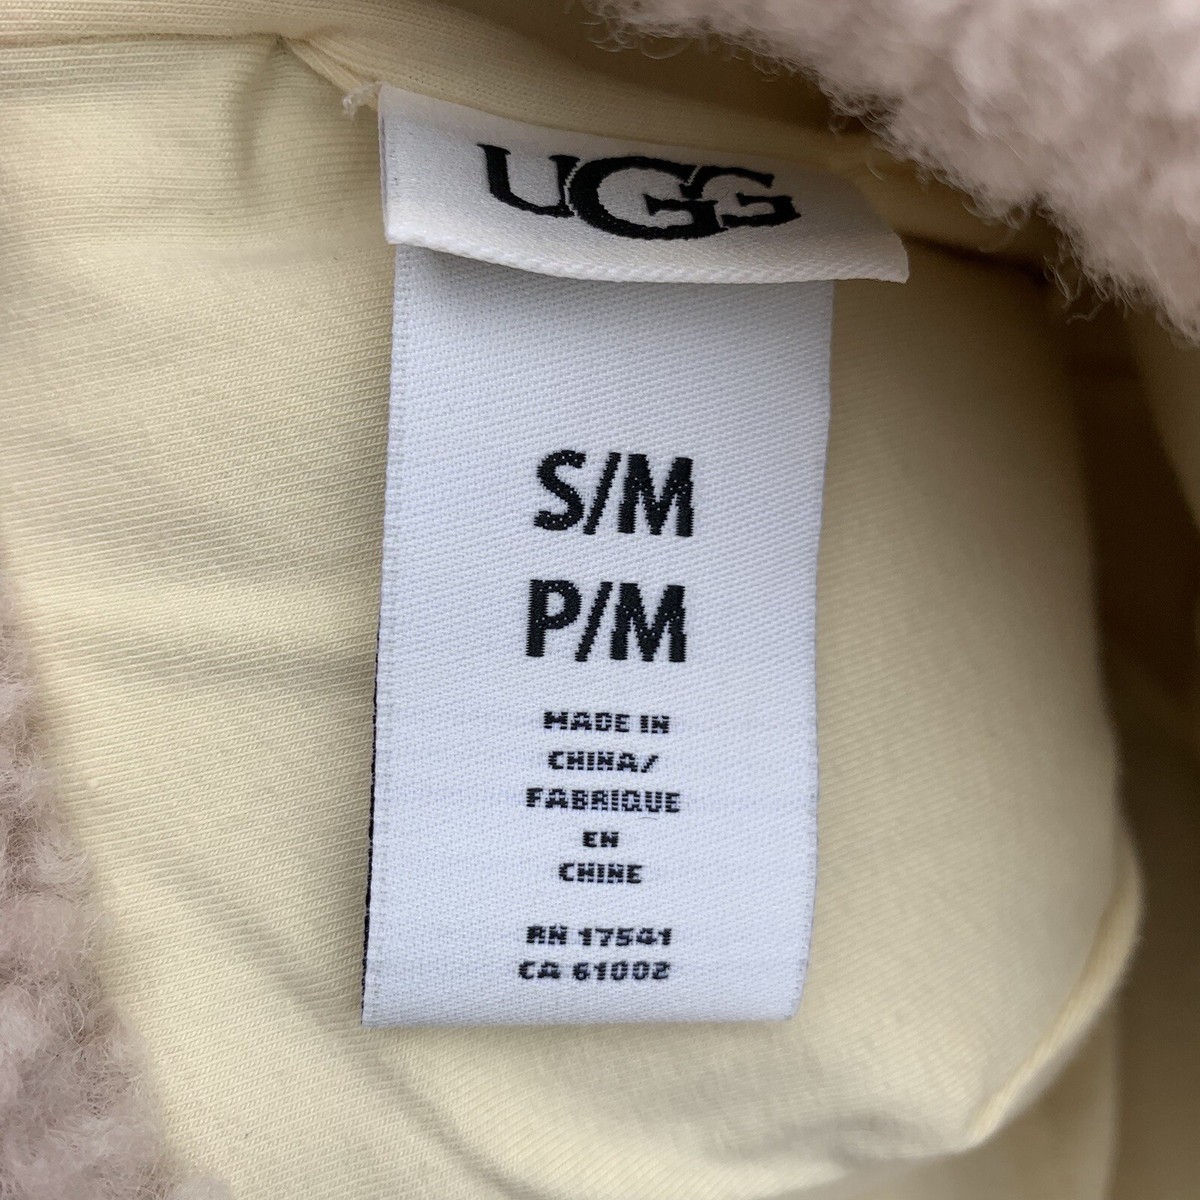 UGG
S/M
P/M
MADE IN
CHINA/
FABRIQUE
EN
CHINE
RN 17541
CA 61002